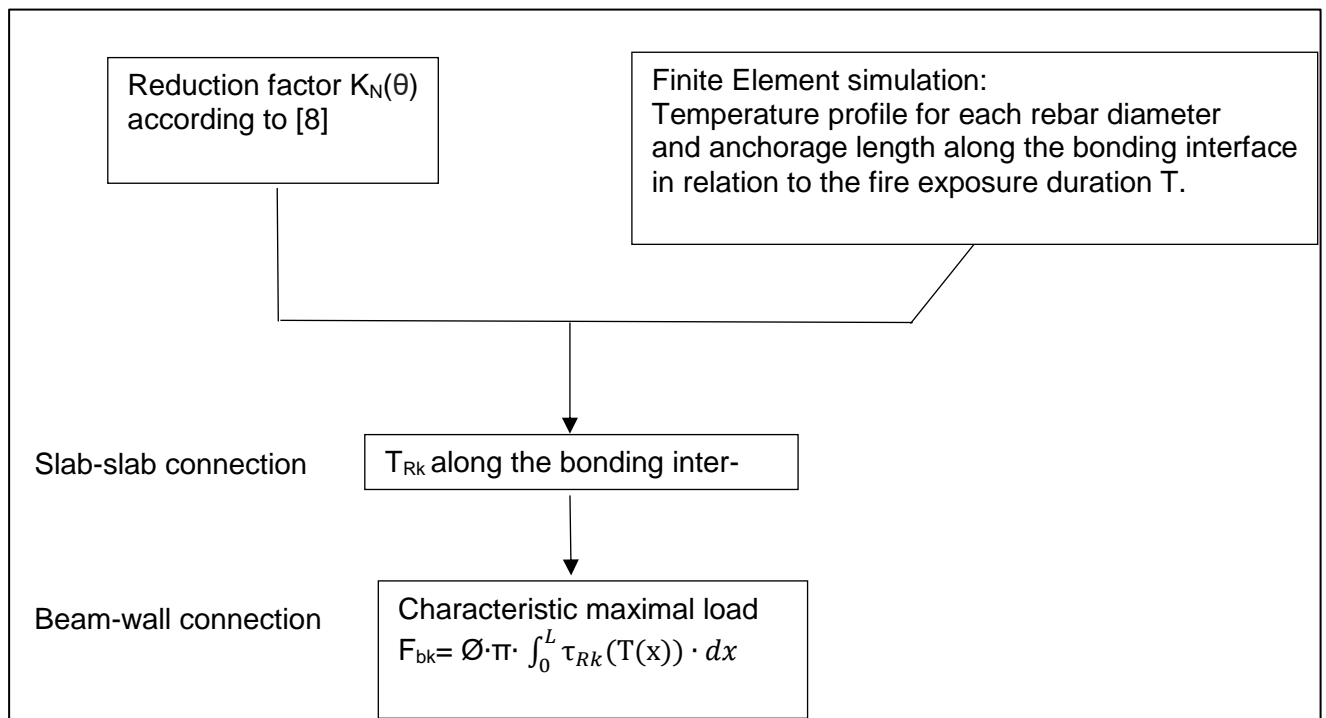 Reduction factor K_N(θ)
according to [8]
Finite Element simulation:
Temperature profile for each rebar diameter
and anchorage length along the bonding interface
in relation to the fire exposure duration T.
Slab-slab connection
T_Rk along the bonding inter-
Beam-wall connection
Characteristic maximal load
F_bk= Ø·π· ∫_0^L τ_Rk(T(x)) · dx